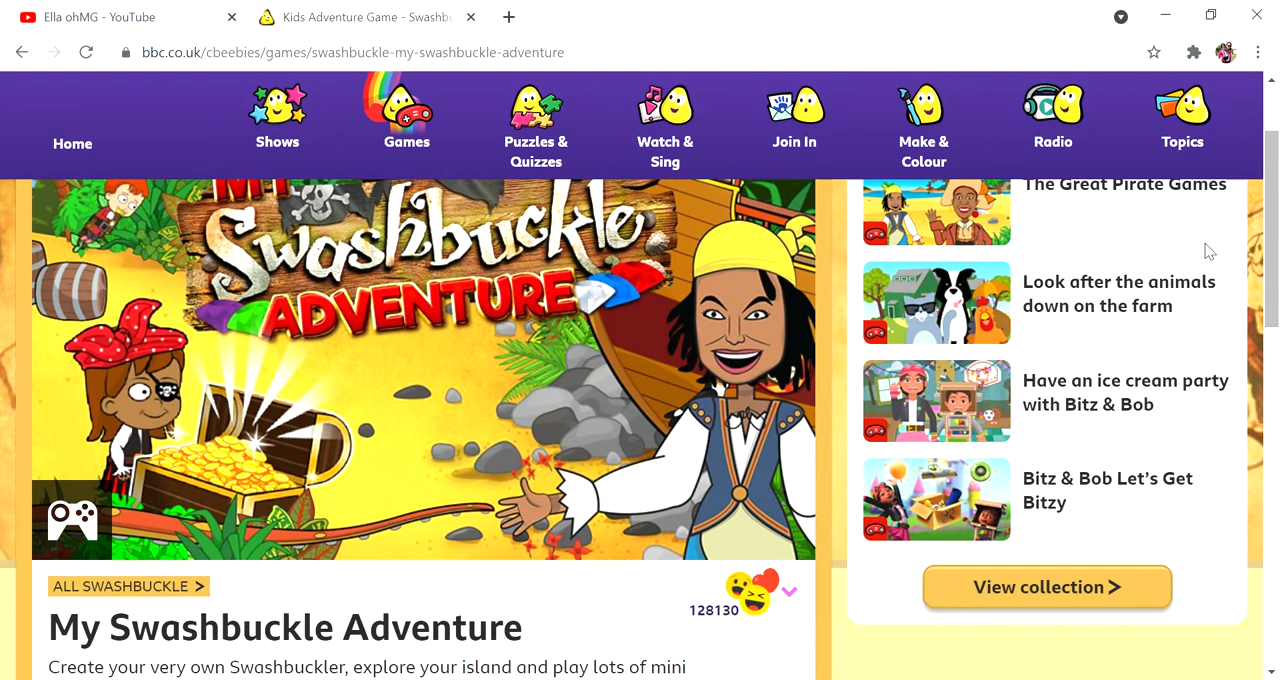 Ella ohMG - YouTube
Kids Adventure Game - Swashb
bbc.co.uk/cbeebies/games/swashbuckle-my-swashbuckle-adventure
Home
Shows
Games
Puzzles &
Quizzes
Watch &
Sing
Join In
Make &
Colour
Radio
Topics
MY
Swashbuckle
ADVENTURE
The Great Pirate Games
Look after the animals
down on the farm
Have an ice cream party
with Bitz & Bob
Bitz & Bob Let's Get
Bitzy
View collection >
ALL SWASHBUCKLE >
128130
My Swashbuckle Adventure
Create your very own Swashbuckler, explore your island and play lots of mini